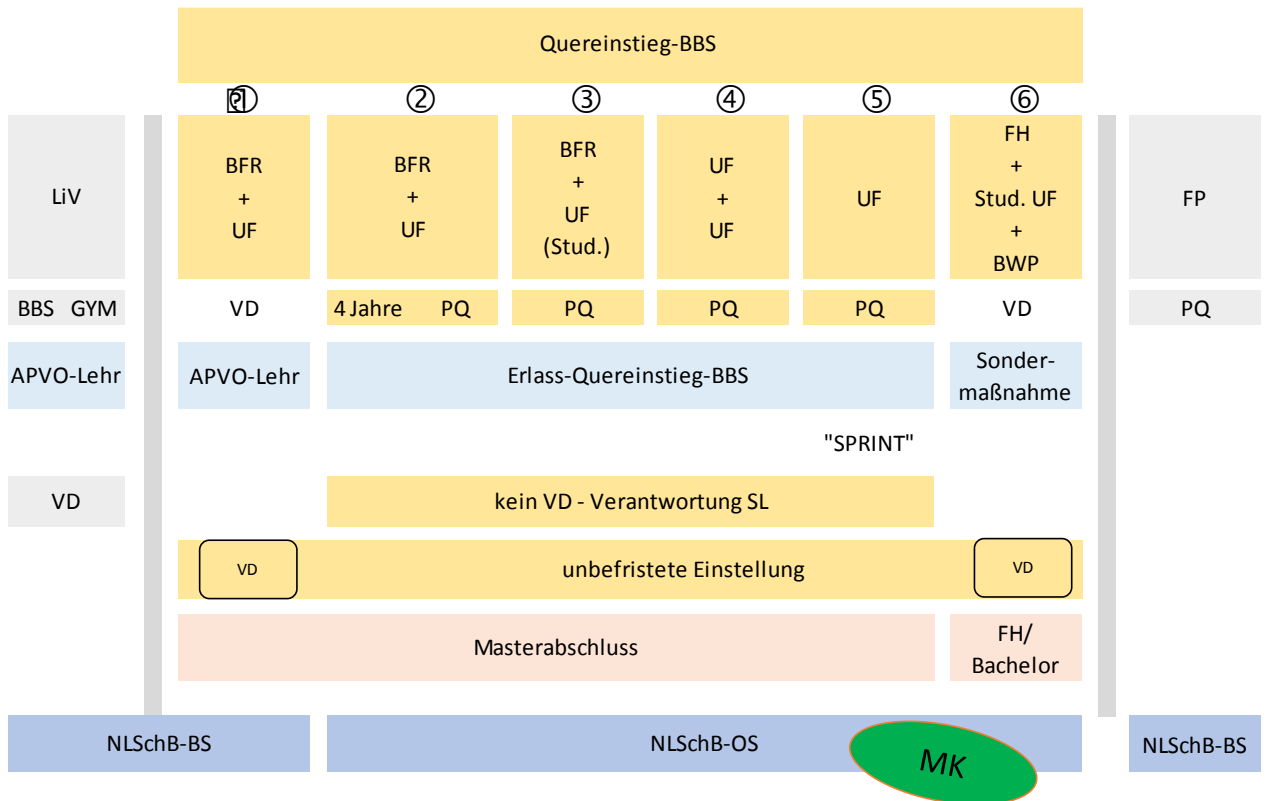 Quereinstieg-BBS
① ② ③ ④ ⑤ ⑥
LiV
BFR
+
UF
BFR
+
UF
BFR
+
UF
(Stud.)
UF
+
UF
UF
FH
+
Stud. UF
+
BWP
FP
BBS GYM
VD
4 Jahre PQ
PQ
PQ
PQ
VD
PQ
APVO-Lehr
APVO-Lehr
Erlass-Quereinstieg-BBS
Sonder-
maßnahme
"SPRINT"
VD
kein VD - Verantwortung SL
VD
unbefristete Einstellung
VD
Masterabschluss
FH/
Bachelor
NLSchB-BS
NLSchB-OS
MK
NLSchB-BS